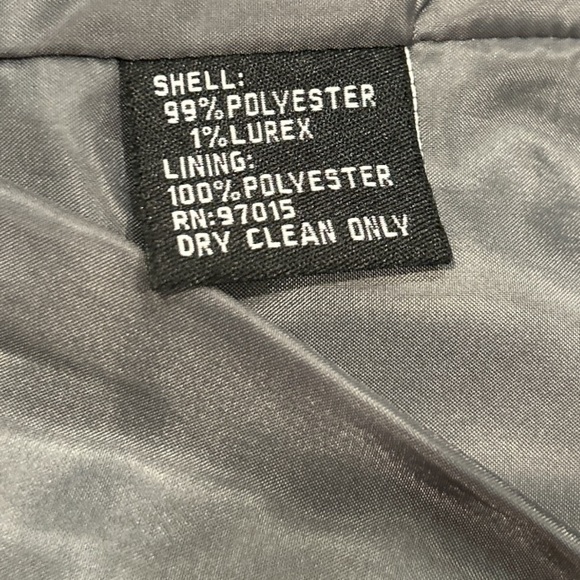 SHELL:
99%POLYESTER
1%LUREX
LINING:
100%POLYESTER
RN:97015
DRY CLEAN ONLY